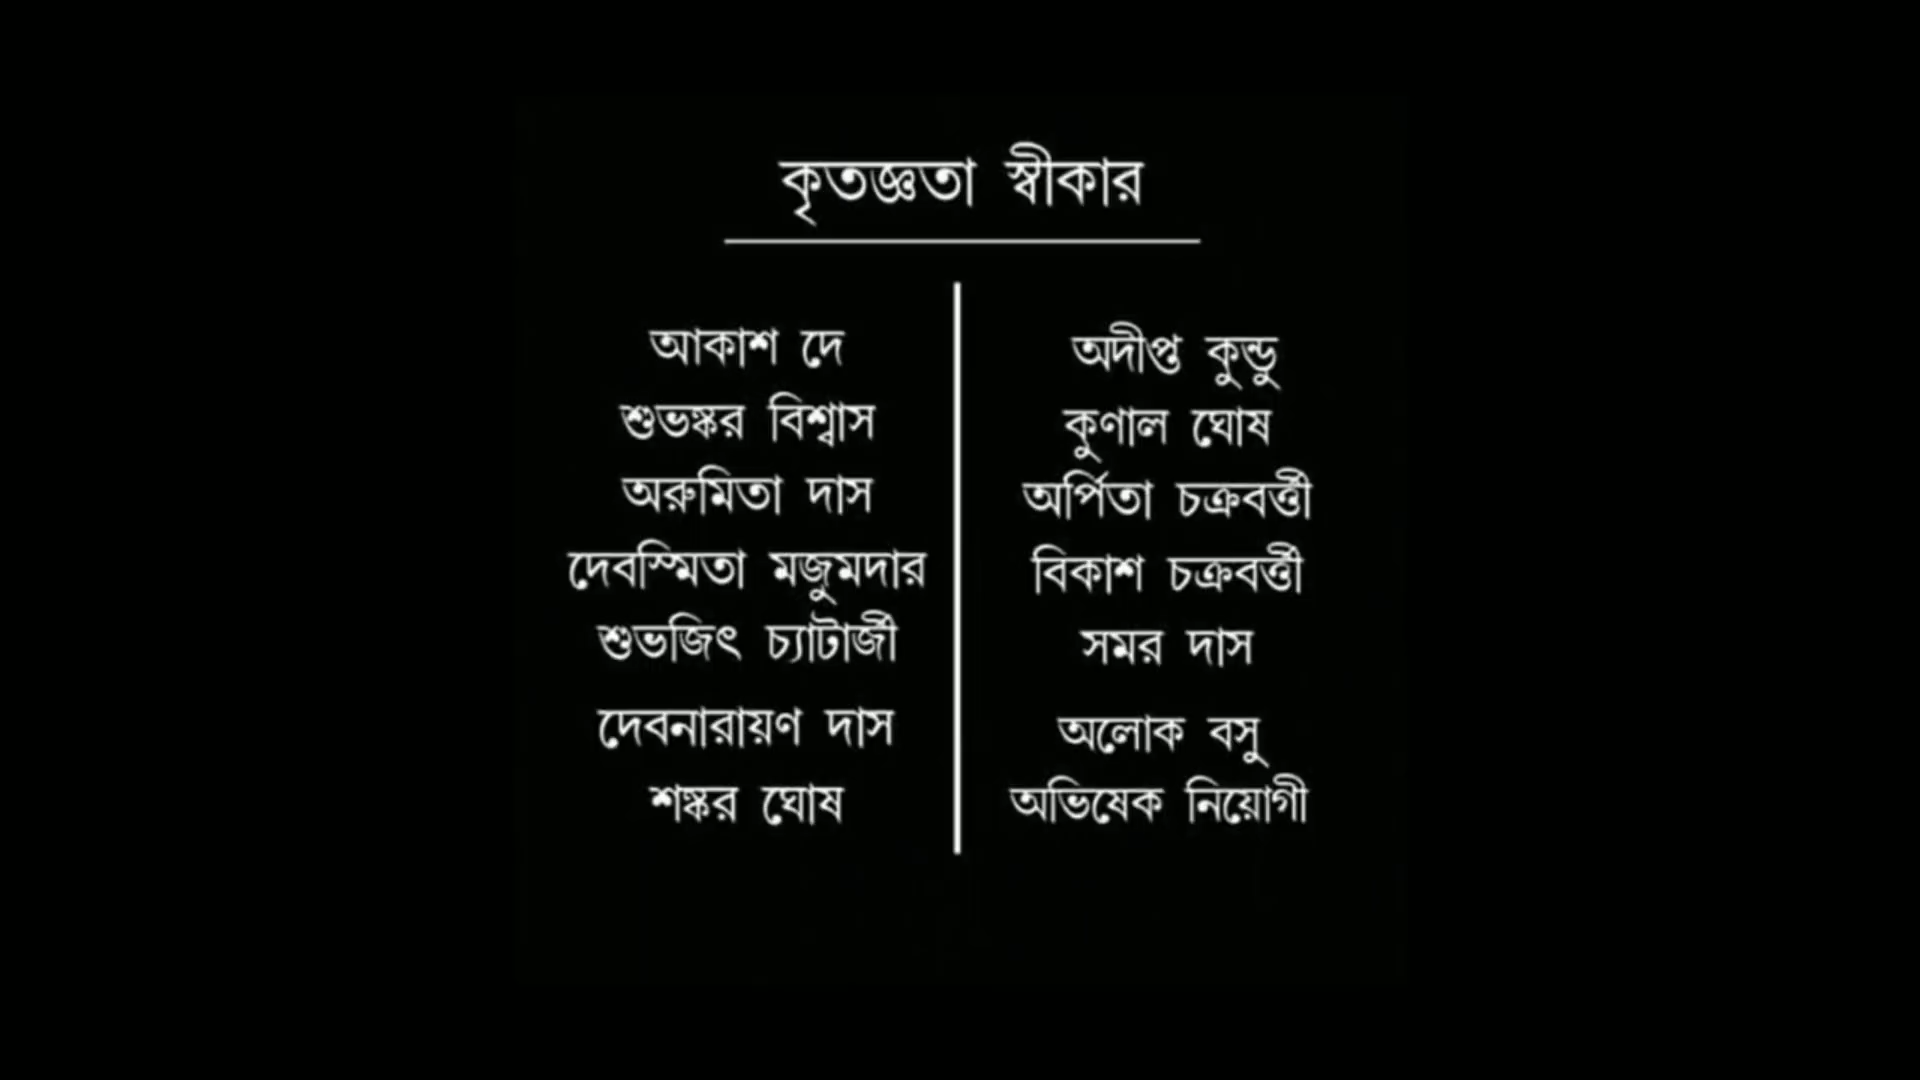 কৃতজ্ঞতা স্বীকার
আকাশ দে
শুভঙ্কর বিশ্বাস
অরুমিতা দাস
দেবস্মিতা মজুমদার
শুভজিৎ চ্যাটার্জী
দেবনারায়ণ দাস
শঙ্কর ঘোষ
অদীপ্ত কুন্ডু
কুণাল ঘোষ
অর্পিতা চক্রবর্ত্তী
বিকাশ চক্রবর্ত্তী
সমর দাস
অলোক বসু
অভিষেক নিয়োগী